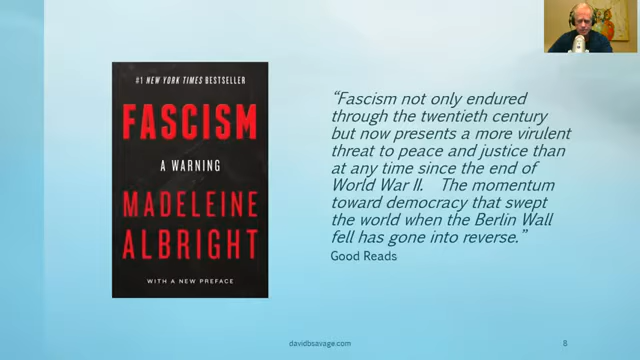 #1 NEW YORK TIMES BESTSELLER
FASCISM
A WARNING
MADELEINE
ALBRIGHT
WITH A NEW PREFACE
“Fascism not only endured
through the twentieth century
but now presents a more virulent
threat to peace and justice than
at any time since the end of
World War II. The momentum
toward democracy that swept
the world when the Berlin Wall
fell has gone into reverse.”
Good Reads
davidbsavage.com
8